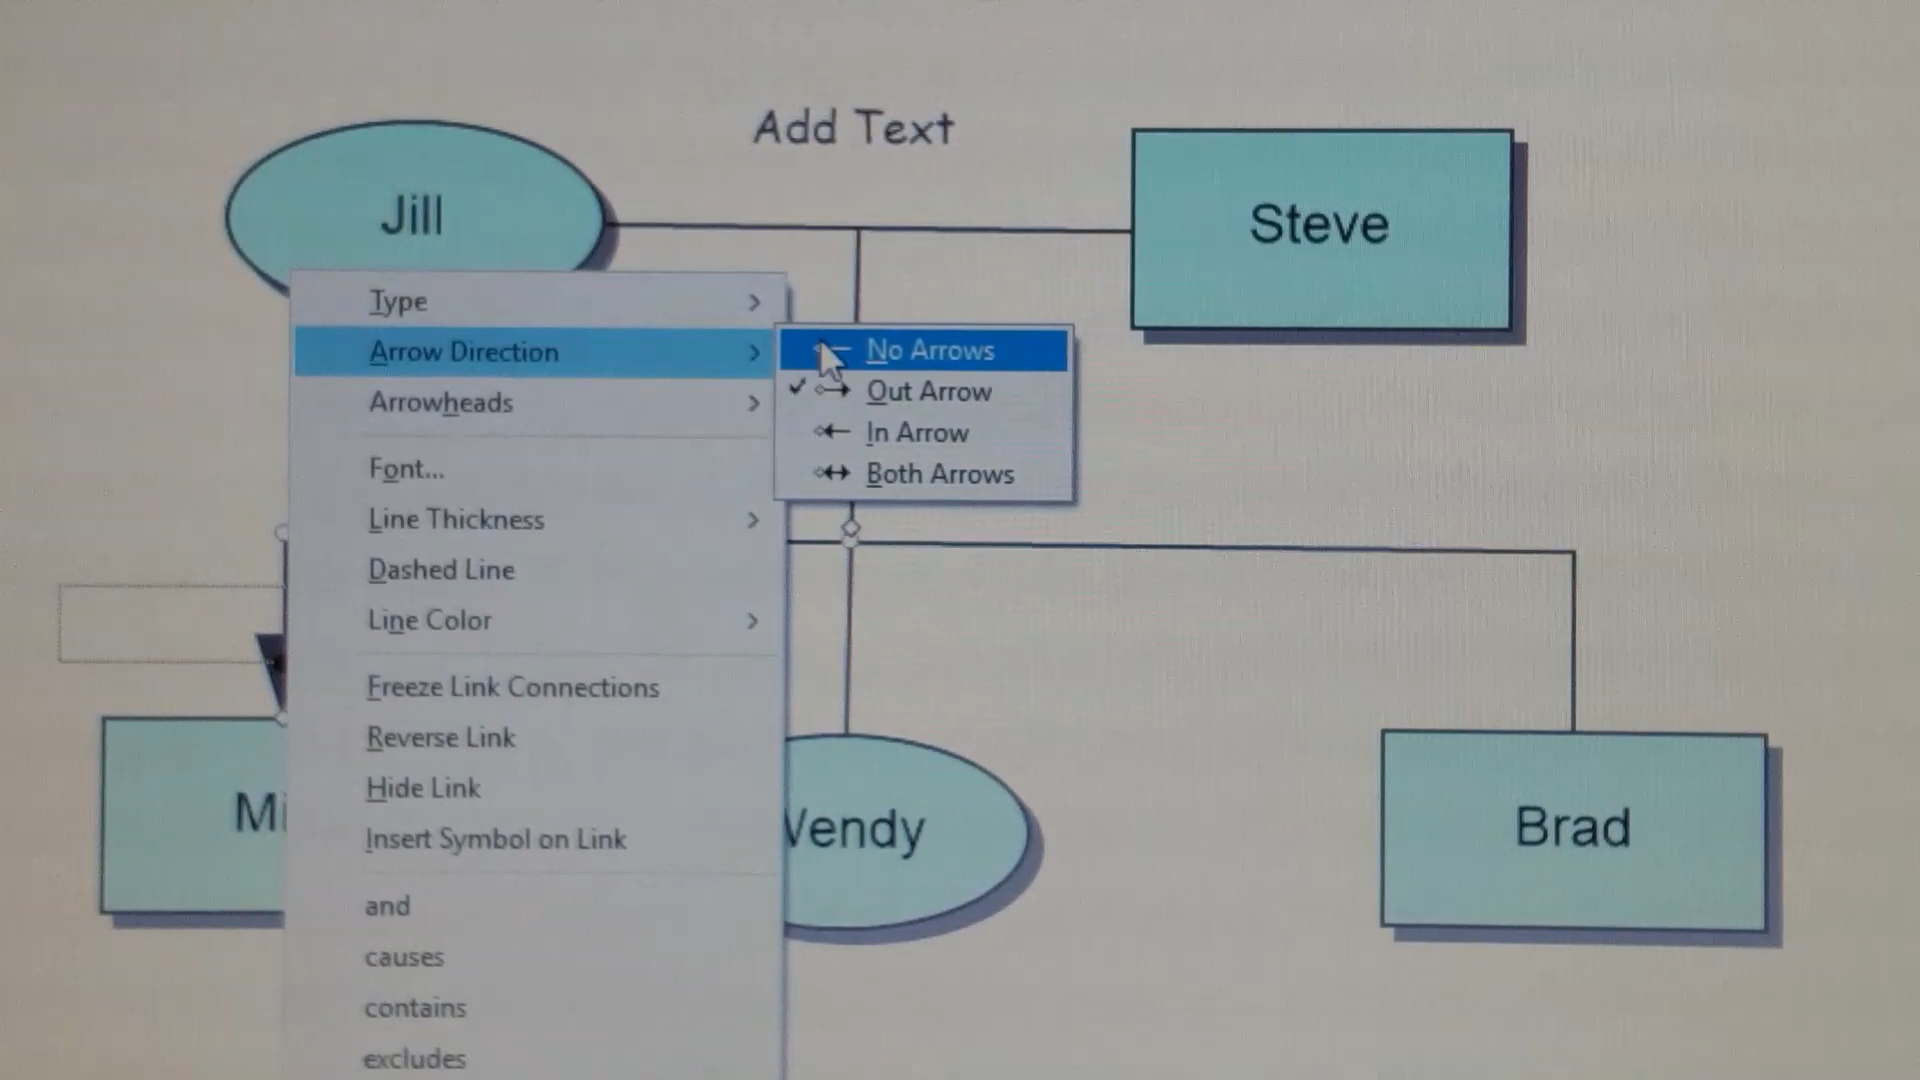 Add Text
Jill
Steve
Type
Arrow Direction
Arrowheads
Font...
Line Thickness
Dashed Line
Line Color
Freeze Link Connections
Reverse Link
Hide Link
Insert Symbol on Link
and
causes
contains
excludes
No Arrows
Out Arrow
In Arrow
Both Arrows
Mi
Wendy
Brad